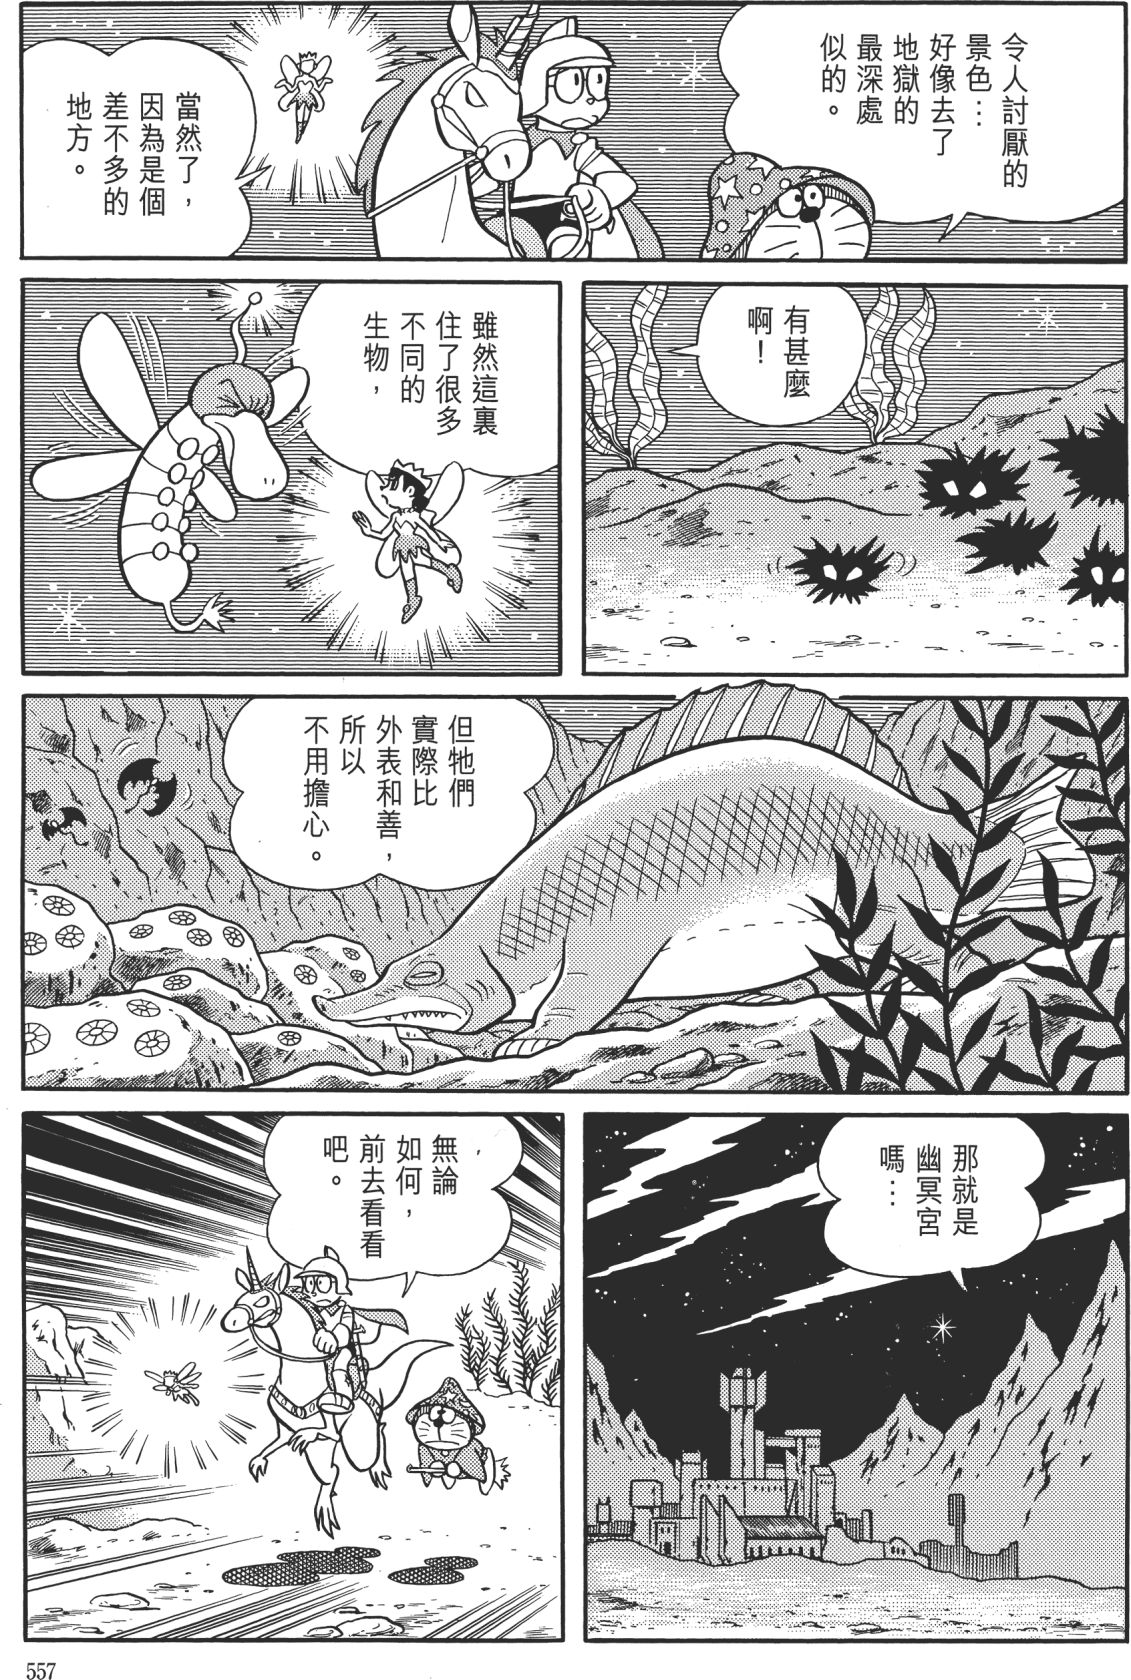 令人討厭的
景色…
好像去了
地獄的
最深處
似的。
當然了，
因為是個
差不多的
地方。
有甚麼
啊！
雖然這裏
住了很多
不同的
生物，
但牠們
實際比
外表和善，
所以
不用擔心。
那就是
幽冥宮
嗎…
無論
如何，
前去看看
吧。
557